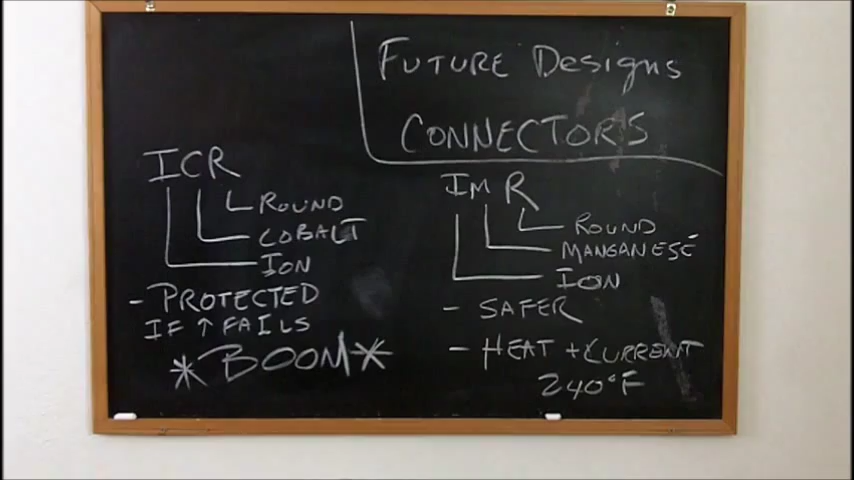 Future Designs
CONNECTORS
ICR
ROUND
COBALT
ION
- PROTECTED
IF ↑ FAILS
*BOOM*
IMR
ROUND
MANGANESE
ION
- SAFER
- HEAT + CURRENT
240°F